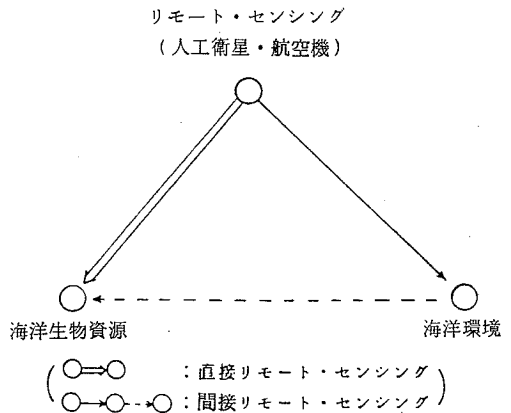 リモート・センシング
(人工衛星・航空機)
海洋生物資源
海洋環境
:直接リモート・センシング
:間接リモート・センシング